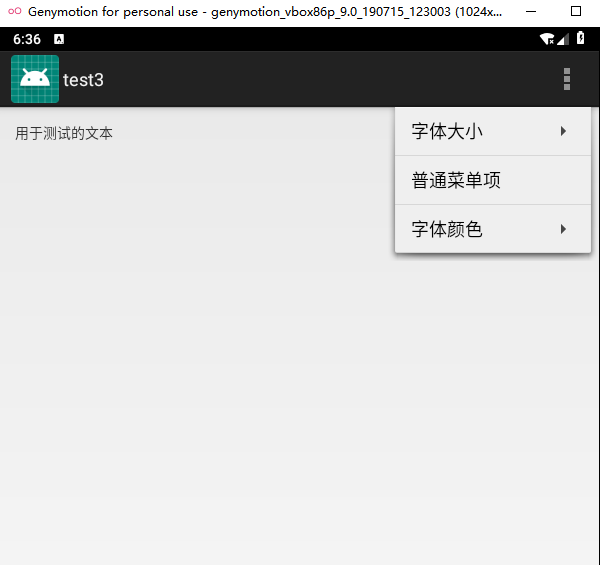 Genymotion for personal use - genymotion_vbox86p_9.0_190715_123003 (1024x...
6:36 A
test3
用于测试的文本
字体大小
普通菜单项
字体颜色